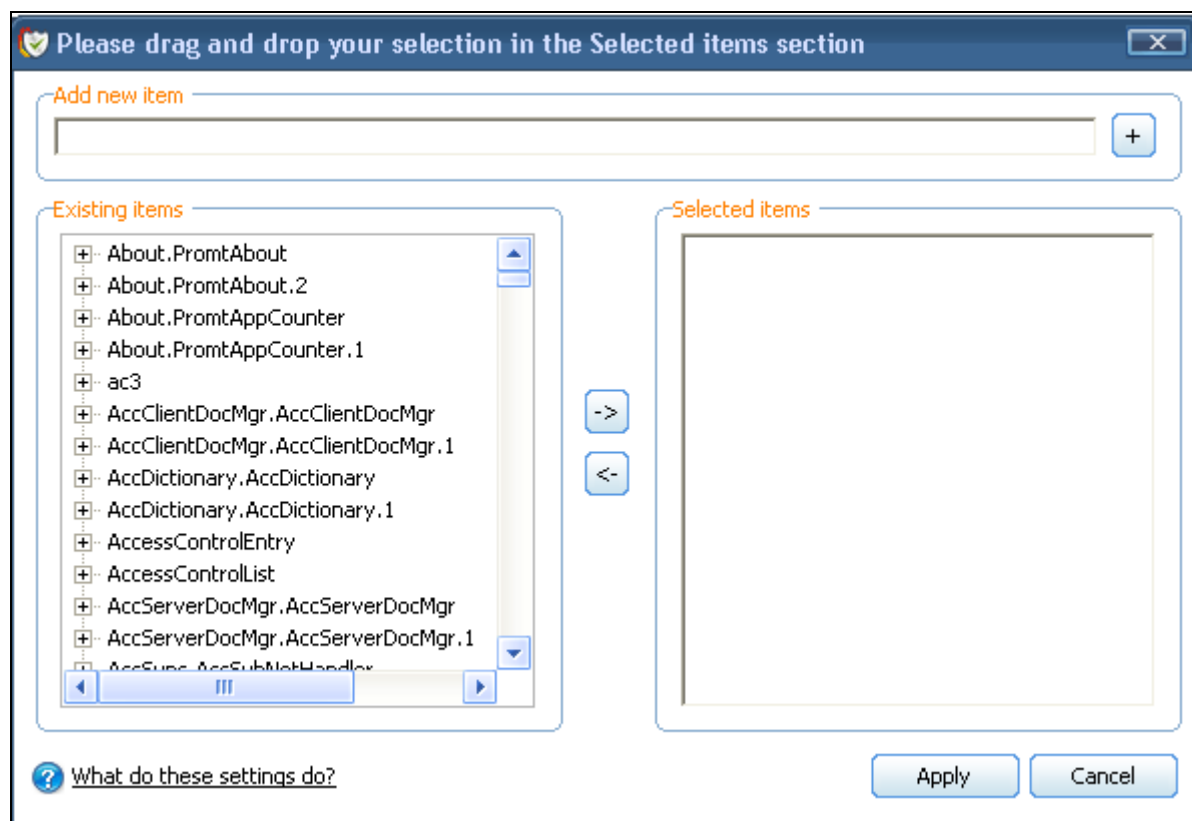 Please drag and drop your selection in the Selected items section
Add new item
+
Existing items
About.PromtAbout
About.PromtAbout.2
About.PromtAppCounter
About.PromtAppCounter.1
ac3
AccClientDocMgr.AccClientDocMgr
AccClientDocMgr.AccClientDocMgr.1
AccDictionary.AccDictionary
AccDictionary.AccDictionary.1
AccessControlEntry
AccessControlList
AccServerDocMgr.AccServerDocMgr
AccServerDocMgr.AccServerDocMgr.1
AccSync.AccSubNotHandler
->
<-
Selected items
What do these settings do?
Apply
Cancel